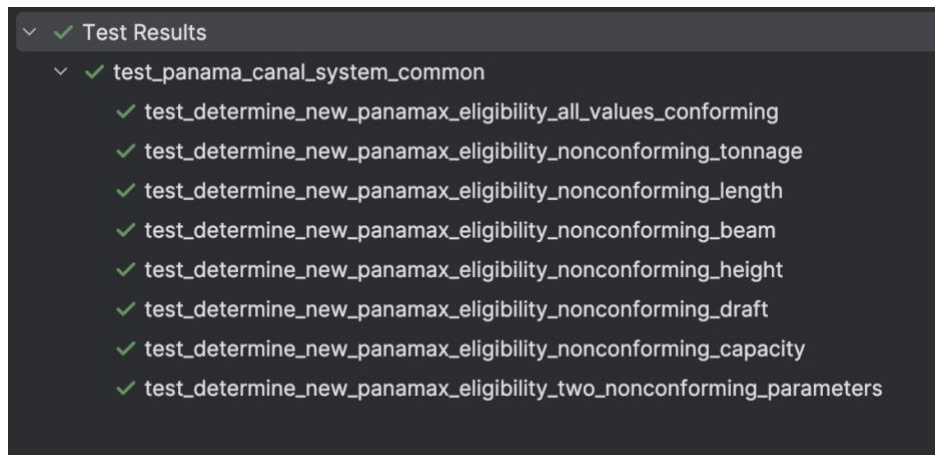 Test Results
test_panama_canal_system_common
test_determine_new_panamax_eligibility_all_values_conforming
test_determine_new_panamax_eligibility_nonconforming_tonnage
test_determine_new_panamax_eligibility_nonconforming_length
test_determine_new_panamax_eligibility_nonconforming_beam
test_determine_new_panamax_eligibility_nonconforming_height
test_determine_new_panamax_eligibility_nonconforming_draft
test_determine_new_panamax_eligibility_nonconforming_capacity
test_determine_new_panamax_eligibility_two_nonconforming_parameters